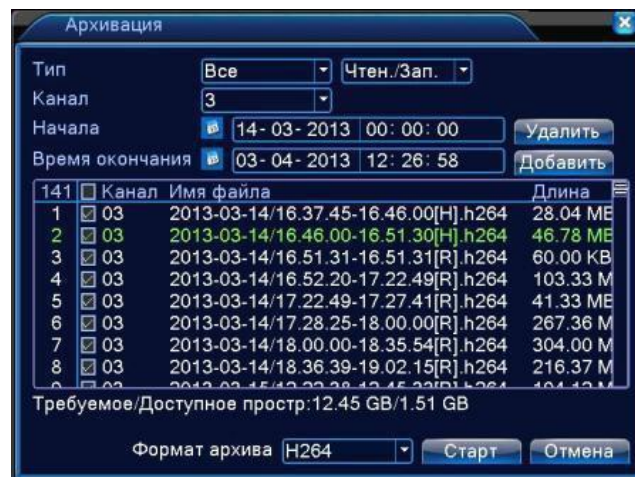 Архивация
Тип Все Чтен./Зап.
Канал 3
Начала 14-03-2013 00:00:00 Удалить
Время окончания 03-04-2013 12:26:58 Добавить
141 Канал Имя файла Длина
1 03 2013-03-14/16.37.45-16.46.00[H].h264 28.04 MB
2 03 2013-03-14/16.46.00-16.51.30[H].h264 46.78 MB
3 03 2013-03-14/16.51.31-16.51.31[R].h264 60.00 KB
4 03 2013-03-14/16.52.20-17.22.49[R].h264 103.33 M
5 03 2013-03-14/17.22.49-17.27.41[R].h264 41.33 MB
6 03 2013-03-14/17.28.25-18.00.00[R].h264 267.36 M
7 03 2013-03-14/18.00.00-18.35.54[R].h264 304.00 M
8 03 2013-03-14/18.36.39-19.02.15[R].h264 216.37 M
Требуемое/Доступное простр:12.45 GB/1.51 GB
Формат архива H264 Старт Отмена